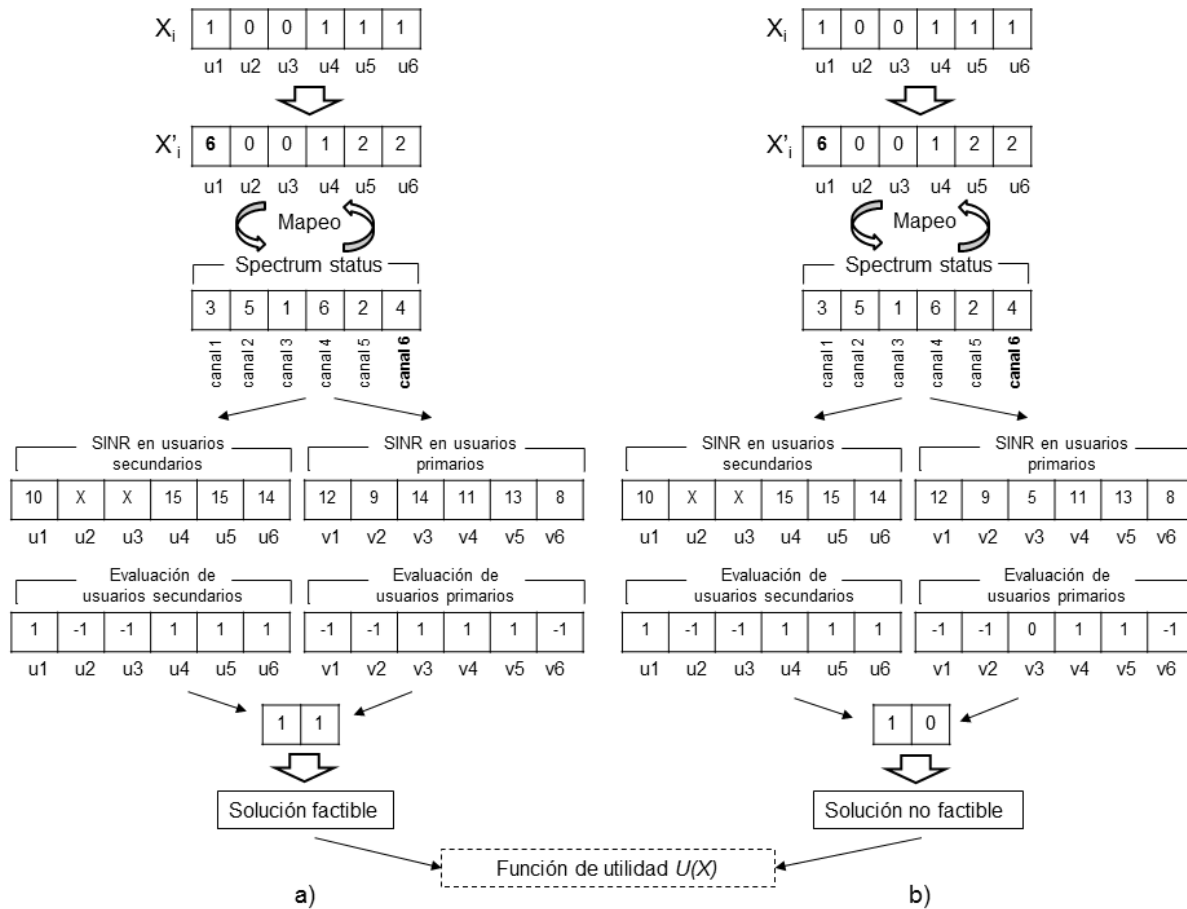 Xi 1 0 0 1 1 1
u1 u2 u3 u4 u5 u6
X'i 6 0 0 1 2 2
u1 u2 u3 u4 u5 u6
Mapeo
Spectrum status
3 5 1 6 2 4
canal 1 canal 2 canal 3 canal 4 canal 5 canal 6
SINR en usuarios
secundarios
10 X X 15 15 14
u1 u2 u3 u4 u5 u6
SINR en usuarios
primarios
12 9 14 11 13 8
v1 v2 v3 v4 v5 v6
Evaluación de
usuarios secundarios
1 -1 -1 1 1 1
u1 u2 u3 u4 u5 u6
Evaluación de
usuarios primarios
-1 -1 1 1 1 -1
v1 v2 v3 v4 v5 v6
1 1
Solución factible
a)
Xi 1 0 0 1 1 1
u1 u2 u3 u4 u5 u6
X'i 6 0 0 1 2 2
u1 u2 u3 u4 u5 u6
Mapeo
Spectrum status
3 5 1 6 2 4
canal 1 canal 2 canal 3 canal 4 canal 5 canal 6
SINR en usuarios
secundarios
10 X X 15 15 14
u1 u2 u3 u4 u5 u6
SINR en usuarios
primarios
12 9 5 11 13 8
v1 v2 v3 v4 v5 v6
Evaluación de
usuarios secundarios
1 -1 -1 1 1 1
u1 u2 u3 u4 u5 u6
Evaluación de
usuarios primarios
-1 -1 0 1 1 -1
v1 v2 v3 v4 v5 v6
1 0
Solución no factible
b)
Función de utilidad U(X)